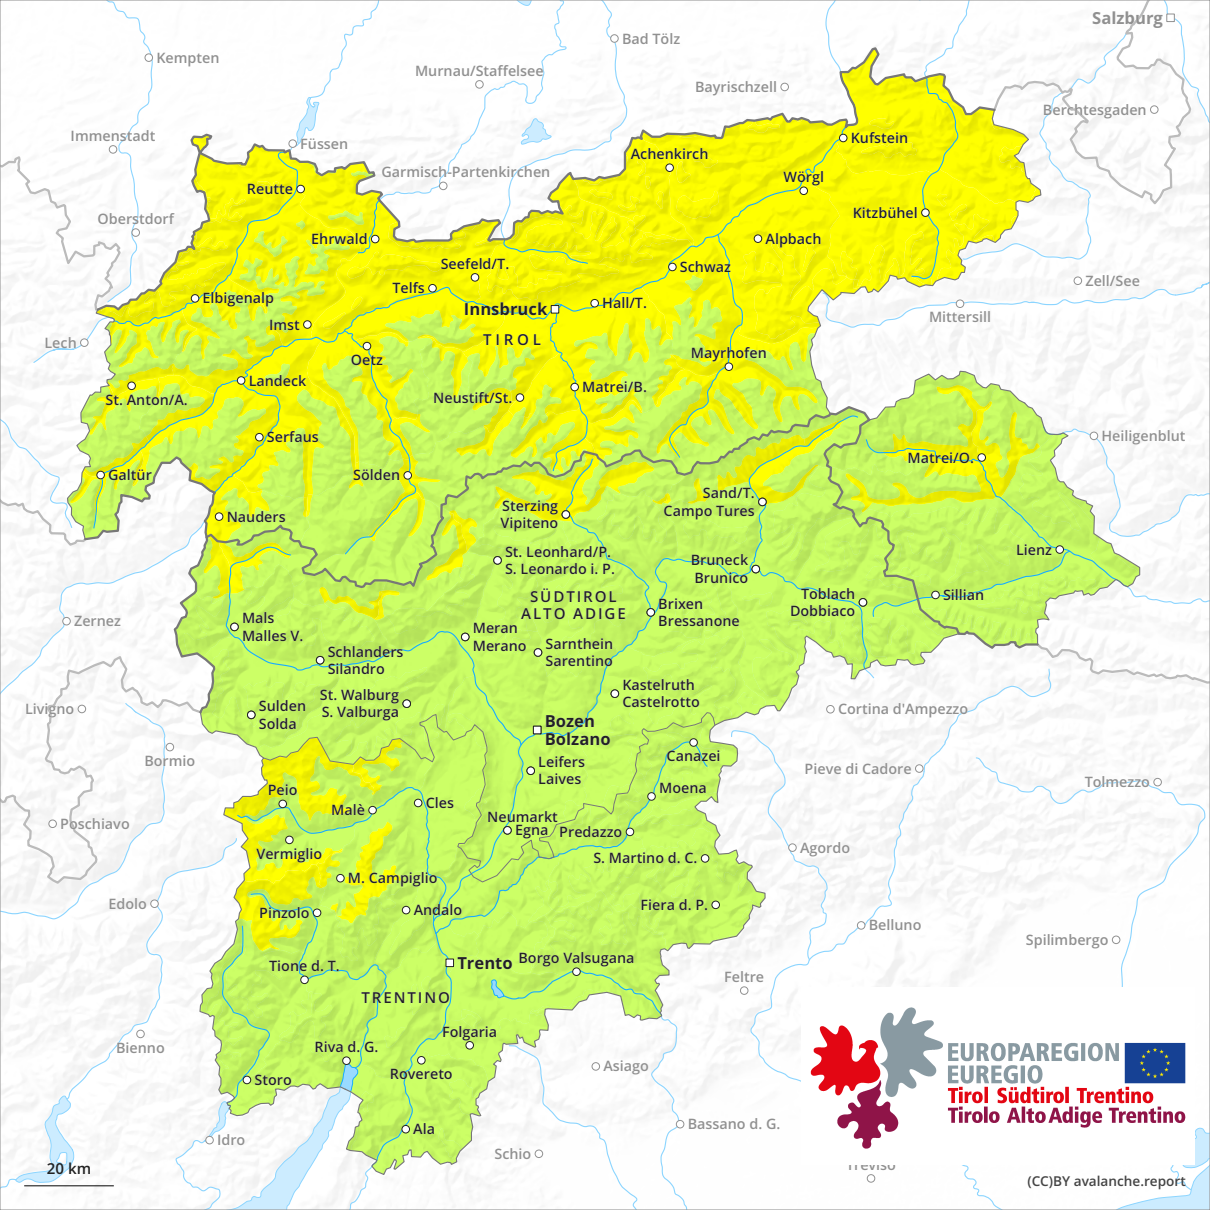 Salzburg
Bad Tölz
Kempten
Murnau/Staffelsee
Bayrischzell
Berchtesgaden
Immenstadt
Füssen
Kufstein
Achenkirch
Garmisch-Partenkirchen
Wörgl
Reutte
Oberstdorf
Kitzbühel
Ehrwald
Alpbach
Seefeld/T.
Schwaz
Zell/See
Telfs
Elbigenalp
Hall/T.
Innsbruck
Mittersill
Imst
TIROL
Lech
Oetz
Mayrhofen
Landeck
Matrei/B.
St. Anton/A.
Neustift/St.
Serfaus
Heiligenblut
Matrei/O.
Galtür
Sölden
Sand/T.
Campo Tures
Sterzing
Vipiteno
Nauders
Lienz
St. Leonhard/P.
S. Leonardo i. P.
Bruneck
Brunico
SÜDTIROL
ALTO ADIGE
Toblach
Dobbiaco
Sillian
Brixen
Bressanone
Zernez
Mals
Malles V.
Meran
Merano
Sarnthein
Sarentino
Schlanders
Silandro
Kastelruth
Castelrotto
St. Walburg
S. Valburga
Livigno
Sulden
Solda
Cortina d'Ampezzo
Bozen
Bolzano
Canazei
Bormio
Leifers
Laives
Pieve di Cadore
Tolmezzo
Peio
Moena
Malè
Cles
Neumarkt
Egna
Predazzo
Poschiavo
Vermiglio
Agordo
S. Martino d. C.
M. Campiglio
Edolo
Pinzolo
Andalo
Fiera d. P.
Belluno
Spilimbergo
Trento
Borgo Valsugana
Tione d. T.
Feltre
TRENTINO
Folgaria
Bienno
Riva d. G.
EUROPAREGION
EUREGIO
Tirol Südtirol Trentino
Tirolo Alto Adige Trentino
Asiago
Rovereto
Storo
Bassano d. G.
Ala
Idro
Schio
Treviso
20 km
(CC)BY avalanche.report